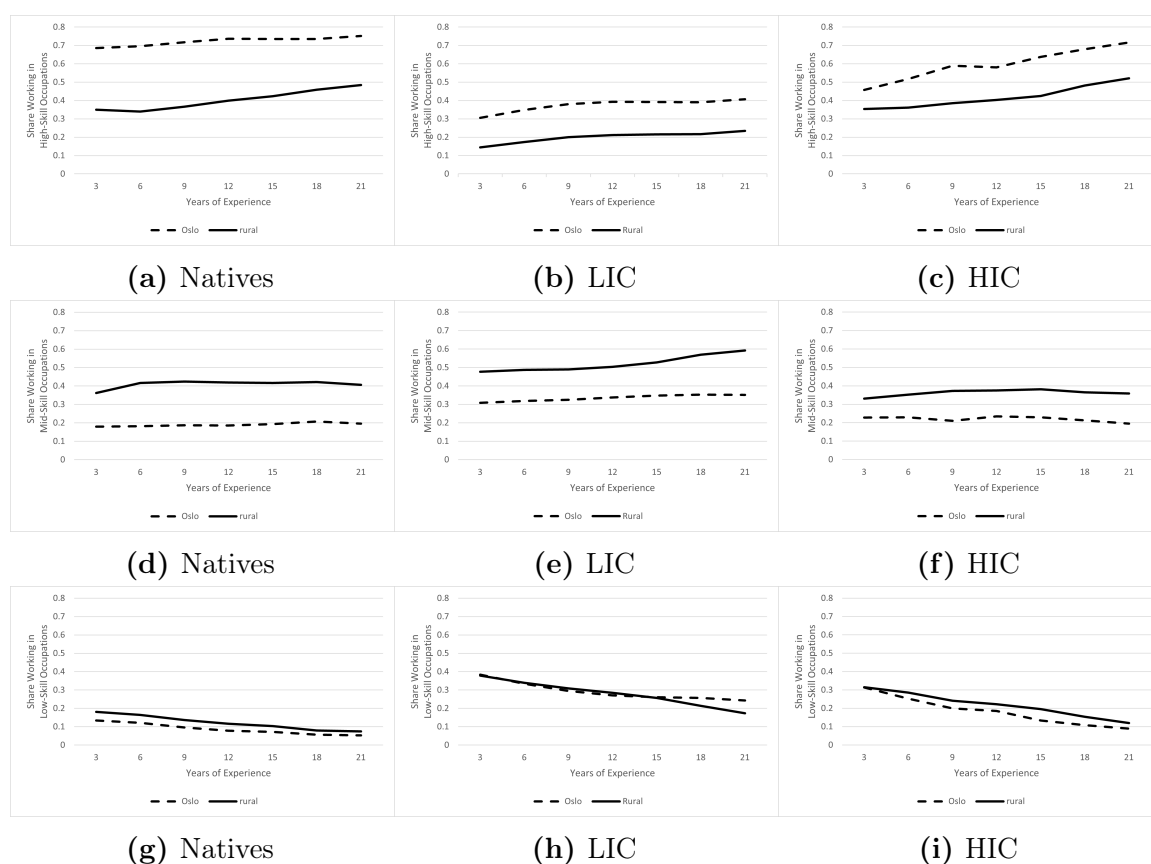 0.8
0.7
0.6
0.5
0.4
0.3
0.2
0.1
0
Share Working in
High-Skill Occupations
3 6 9 12 15 18 21
Years of Experience
Oslo rural
(a) Natives
0.8
0.7
0.6
0.5
0.4
0.3
0.2
0.1
0
Share Working in
High-Skill Occupations
3 6 9 12 15 18 21
Years of Experience
Oslo Rural
(b) LIC
0.8
0.7
0.6
0.5
0.4
0.3
0.2
0.1
0
Share Working in
High-Skill Occupations
3 6 9 12 15 18 21
Years of Experience
Oslo rural
(c) HIC
0.8
0.7
0.6
0.5
0.4
0.3
0.2
0.1
0
Share Working in
Mid-Skill Occupations
3 6 9 12 15 18 21
Years of Experience
Oslo rural
(d) Natives
0.8
0.7
0.6
0.5
0.4
0.3
0.2
0.1
0
Share Working in
Mid-Skill Occupations
3 6 9 12 15 18 21
Years of Experience
Oslo Rural
(e) LIC
0.8
0.7
0.6
0.5
0.4
0.3
0.2
0.1
0
Share Working in
Mid-Skill Occupations
3 6 9 12 15 18 21
Years of Experience
Oslo rural
(f) HIC
0.8
0.7
0.6
0.5
0.4
0.3
0.2
0.1
0
Share Working in
Low-Skill Occupations
3 6 9 12 15 18 21
Years of Experience
Oslo rural
(g) Natives
0.8
0.7
0.6
0.5
0.4
0.3
0.2
0.1
0
Share Working in
Low-Skill Occupations
3 6 9 12 15 18 21
Years of Experience
Oslo Rural
(h) LIC
0.8
0.7
0.6
0.5
0.4
0.3
0.2
0.1
0
Share Working in
Low-Skill Occupations
3 6 9 12 15 18 21
Years of Experience
Oslo rural
(i) HIC